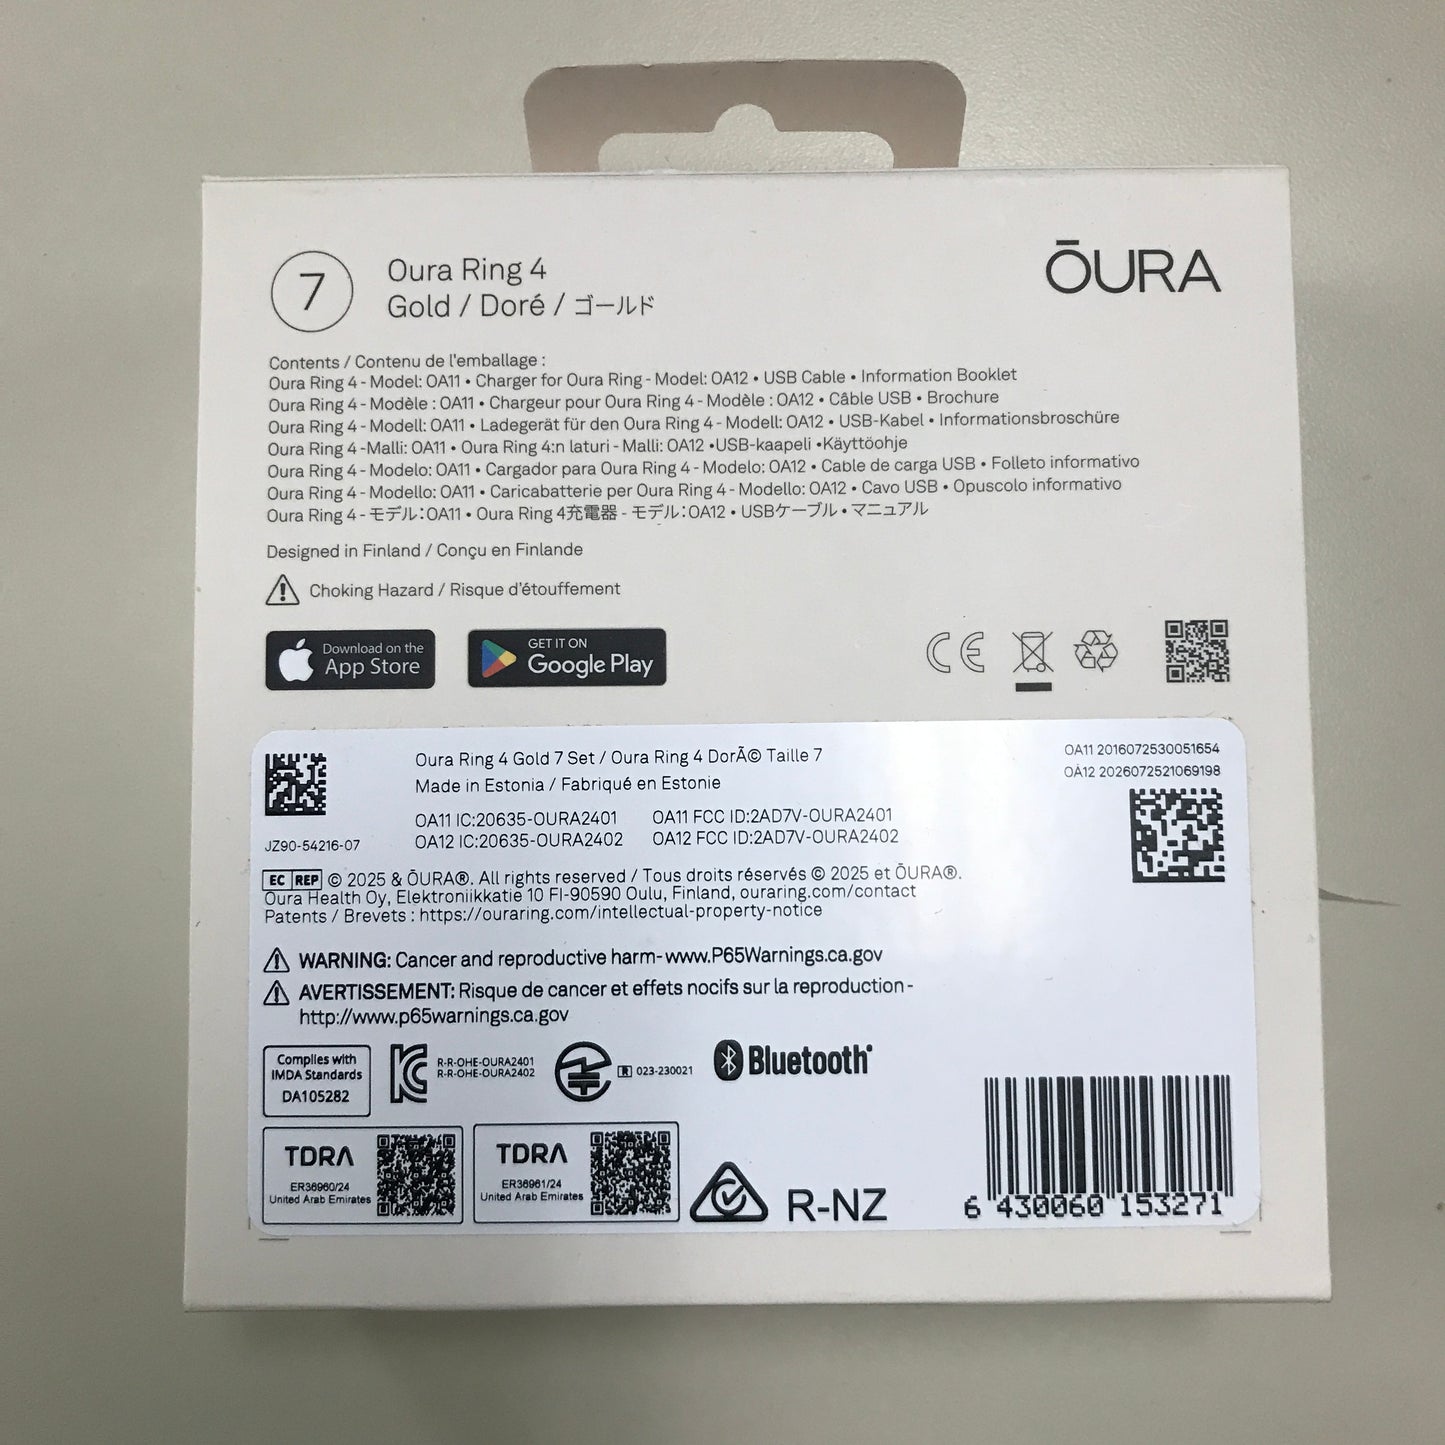 7
Oura Ring 4
Gold / Doré / ゴールド
ŌURA
Contents / Contenu de l'emballage :
Oura Ring 4 - Model: OA11 • Charger for Oura Ring - Model: OA12 • USB Cable • Information Booklet
Oura Ring 4 - Modèle : OA11 • Chargeur pour Oura Ring 4 - Modèle : OA12 • Câble USB • Brochure
Oura Ring 4 - Modell: OA11 • Ladegerät für den Oura Ring 4 - Modell: OA12 • USB-Kabel • Informationsbroschüre
Oura Ring 4 -Malli: OA11 • Oura Ring 4:n laturi - Malli: OA12 •USB-kaapeli •Käyttöohje
Oura Ring 4 - Modelo: OA11 • Cargador para Oura Ring 4 - Modelo: OA12 • Cable de carga USB • Folleto informativo
Oura Ring 4 - Modello: OA11 • Caricabatterie per Oura Ring 4 - Modello: OA12 • Cavo USB • Opuscolo informativo
Oura Ring 4 - モデル：OA11 • Oura Ring 4充電器 - モデル：OA12 • USBケーブル • マニュアル
Designed in Finland / Conçu en Finlande
Choking Hazard / Risque d'étouffement
Download on the
App Store
GET IT ON
Google Play
CE
Oura Ring 4 Gold 7 Set / Oura Ring 4 DorÃ© Taille 7
Made in Estonia / Fabriqué en Estonie
OA11 2016072530051654
OA12 2026072521069198
JZ90-54216-07
OA11 IC:20635-OURA2401 OA11 FCC ID:2AD7V-OURA2401
OA12 IC:20635-OURA2402 OA12 FCC ID:2AD7V-OURA2402
EC REP © 2025 & ŌURA®. All rights reserved / Tous droits réservés © 2025 et ŌURA®.
Oura Health Oy, Elektroniikkatie 10 FI-90590 Oulu, Finland, ouraring.com/contact
Patents / Brevets : https://ouraring.com/intellectual-property-notice
WARNING: Cancer and reproductive harm- www.P65Warnings.ca.gov
AVERTISSEMENT: Risque de cancer et effets nocifs sur la reproduction -
http://www.p65warnings.ca.gov
Complies with
IMDA Standards
DA105282
R-R-OHE-OURA2401
R-R-OHE-OURA2402
R 023-230021
Bluetooth®
TDRA
ER36960/24
United Arab Emirates
TDRA
ER36961/24
United Arab Emirates
R-NZ
6 430060 153271